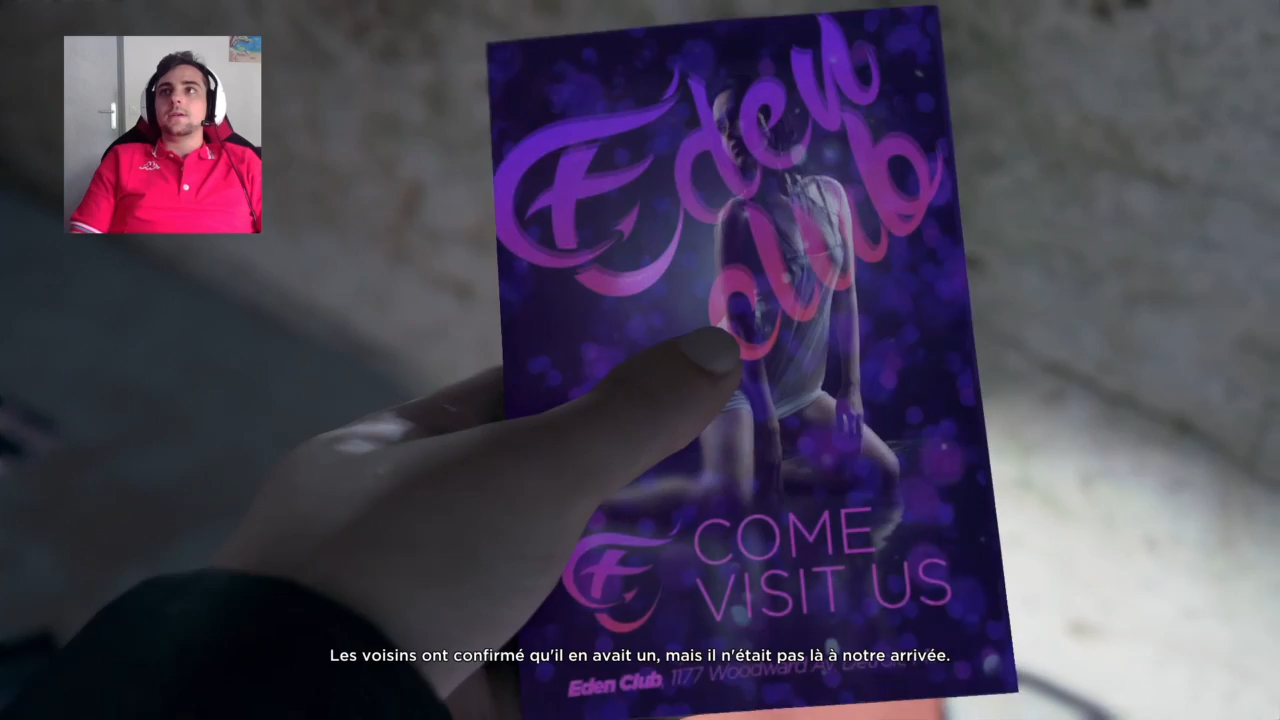 Eden
club
COME
VISIT US
Les voisins ont confirmé qu'il en avait un, mais il n'était pas là à notre arrivée.
Eden Club 1177 Woodward Av